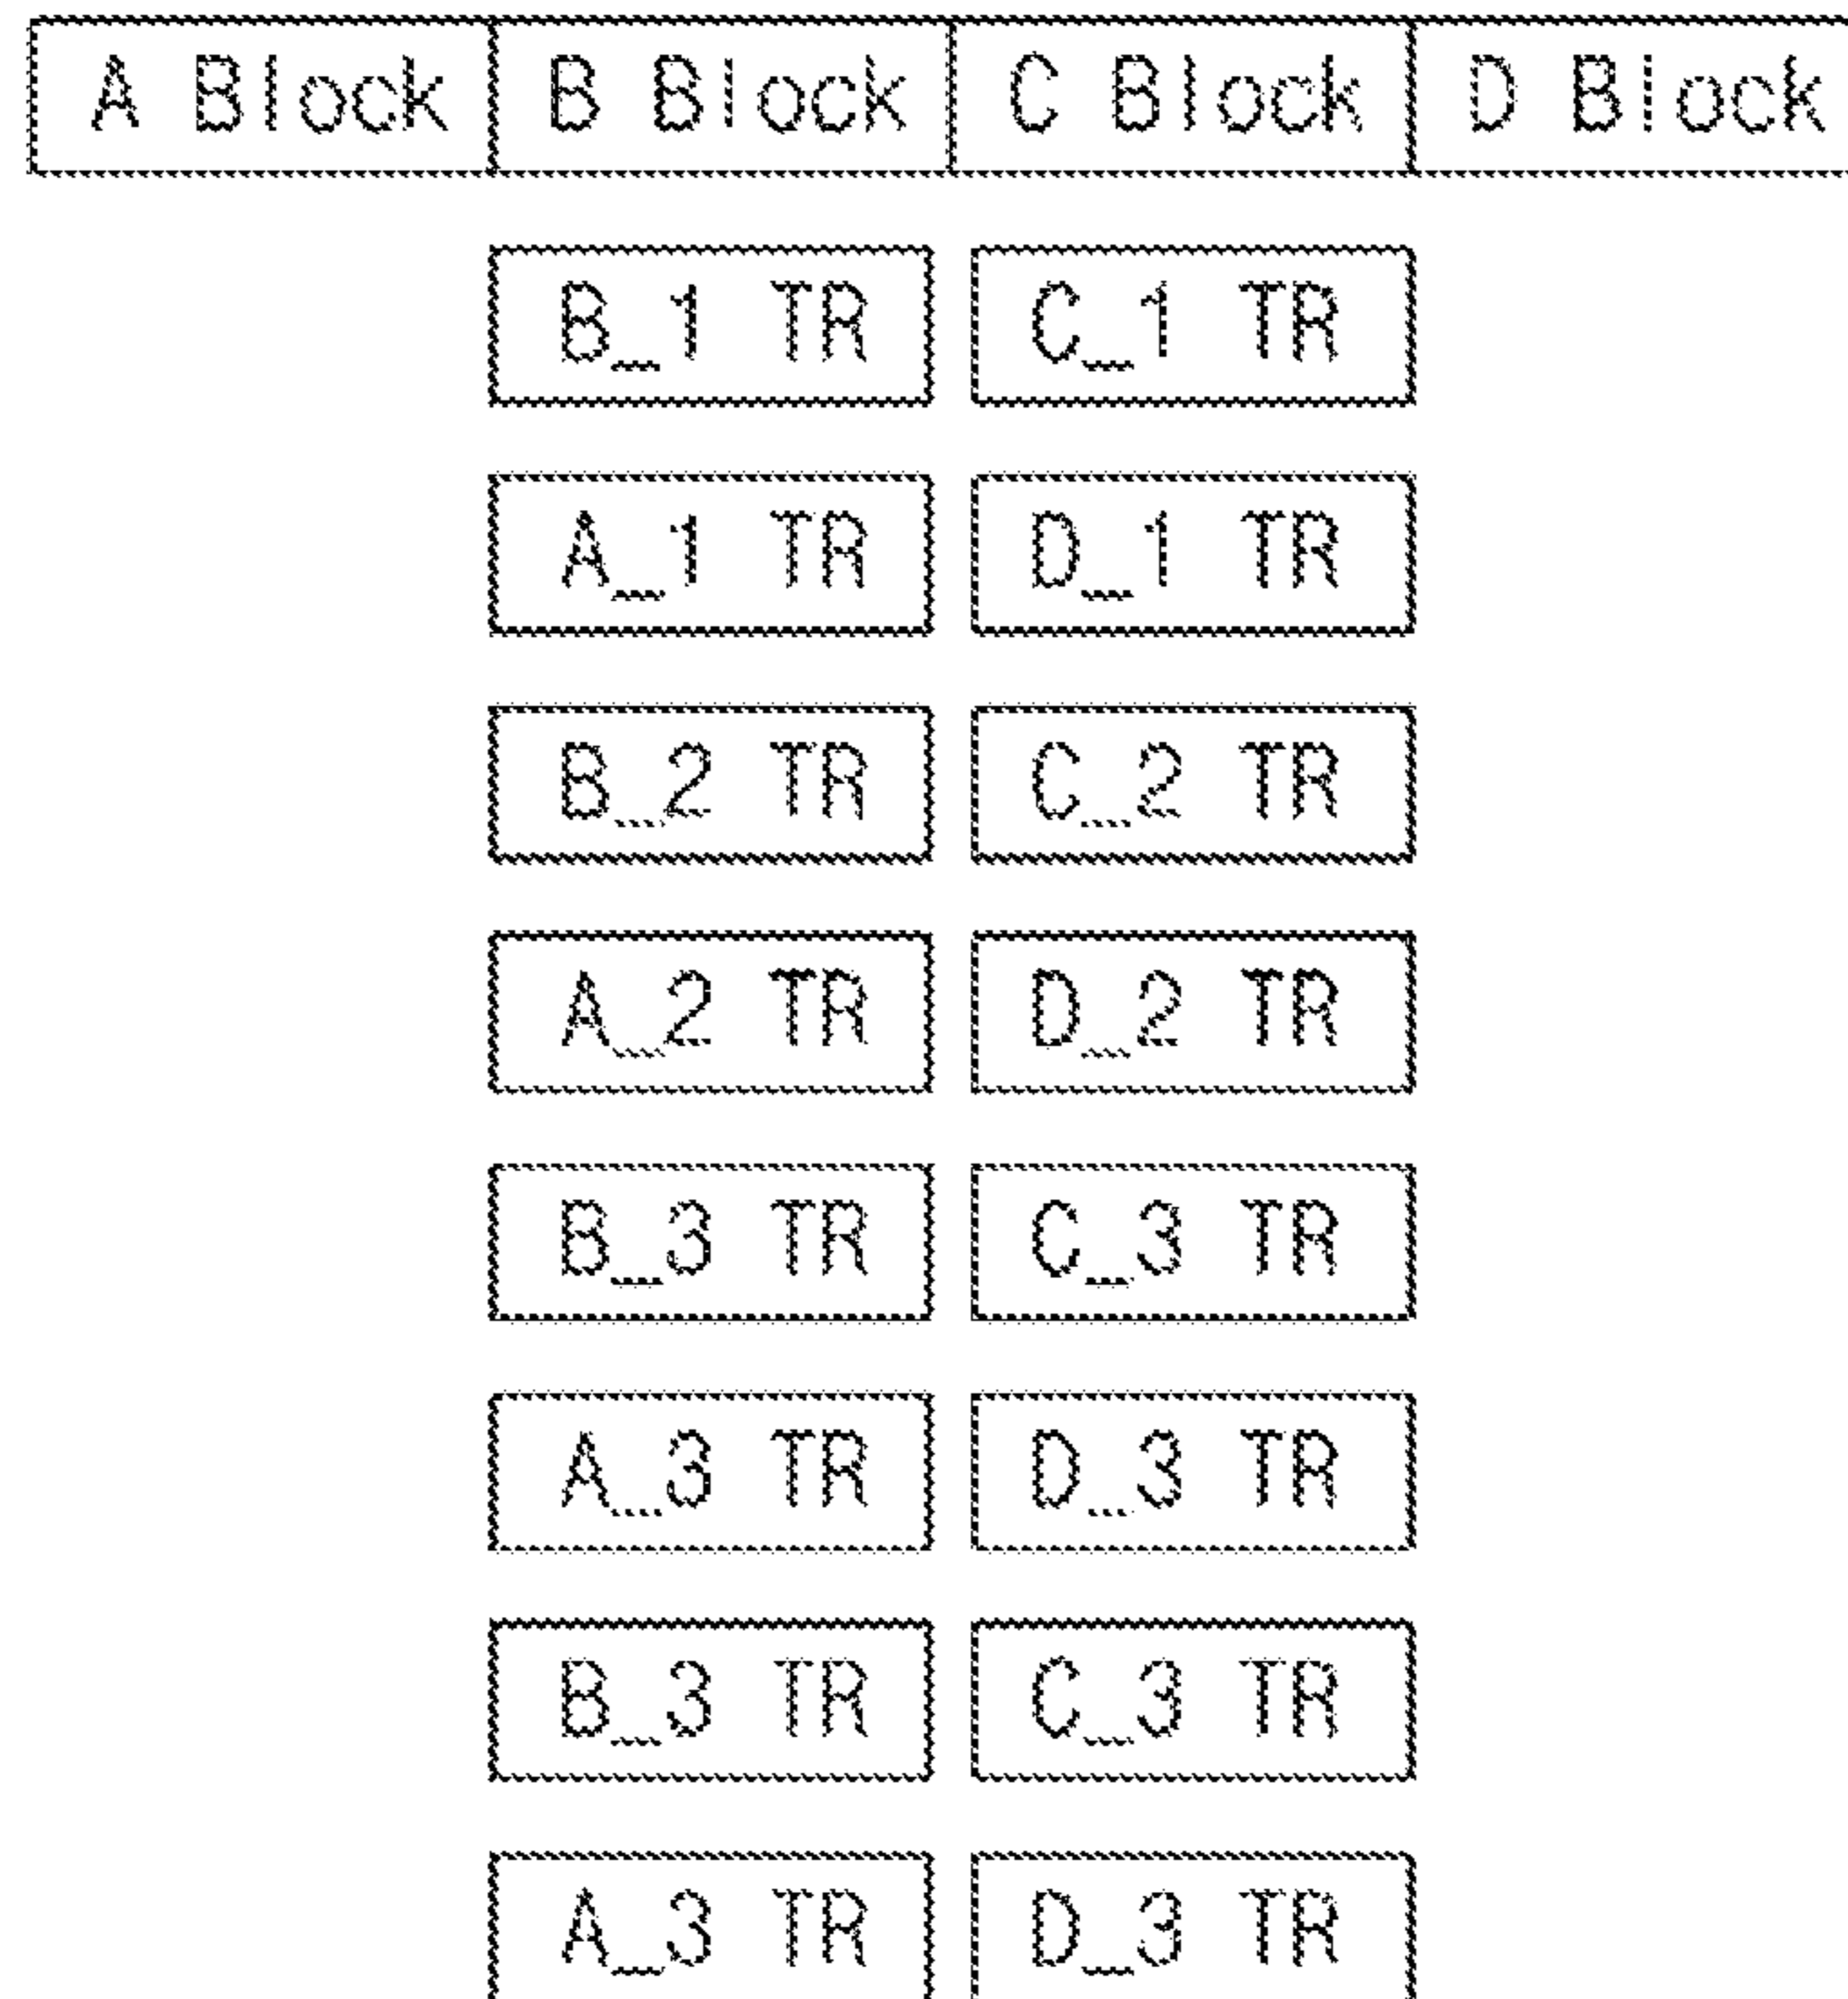 A Block B Block C Block D Block
B_1 TR C_1 TR
A_1 TR D_1 TR
B_2 TR C_2 TR
A_2 TR D_2 TR
B_3 TR C_3 TR
A_3 TR D_3 TR
B_3 TR C_3 TR
A_3 TR D_3 TR